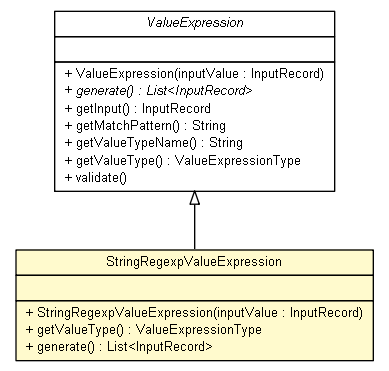 ValueExpression
+ ValueExpression(inputValue : InputRecord)
+ generate() : List<InputRecord>
+ getInput() : InputRecord
+ getMatchPattern() : String
+ getValueTypeName() : String
+ getValueType() : ValueExpressionType
+ validate()
StringRegexpValueExpression
+ StringRegexpValueExpression(inputValue : InputRecord)
+ getValueType() : ValueExpressionType
+ generate() : List<InputRecord>